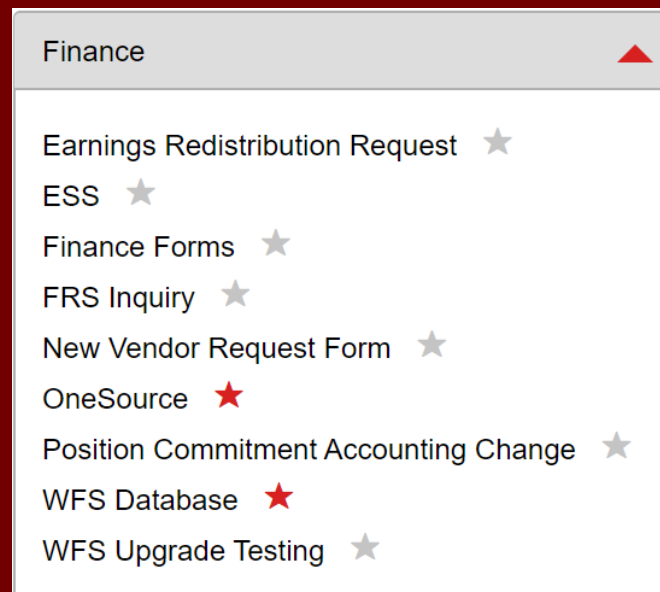 Finance
Earnings Redistribution Request
ESS
Finance Forms
FRS Inquiry
New Vendor Request Form
OneSource
Position Commitment Accounting Change
WFS Database
WFS Upgrade Testing